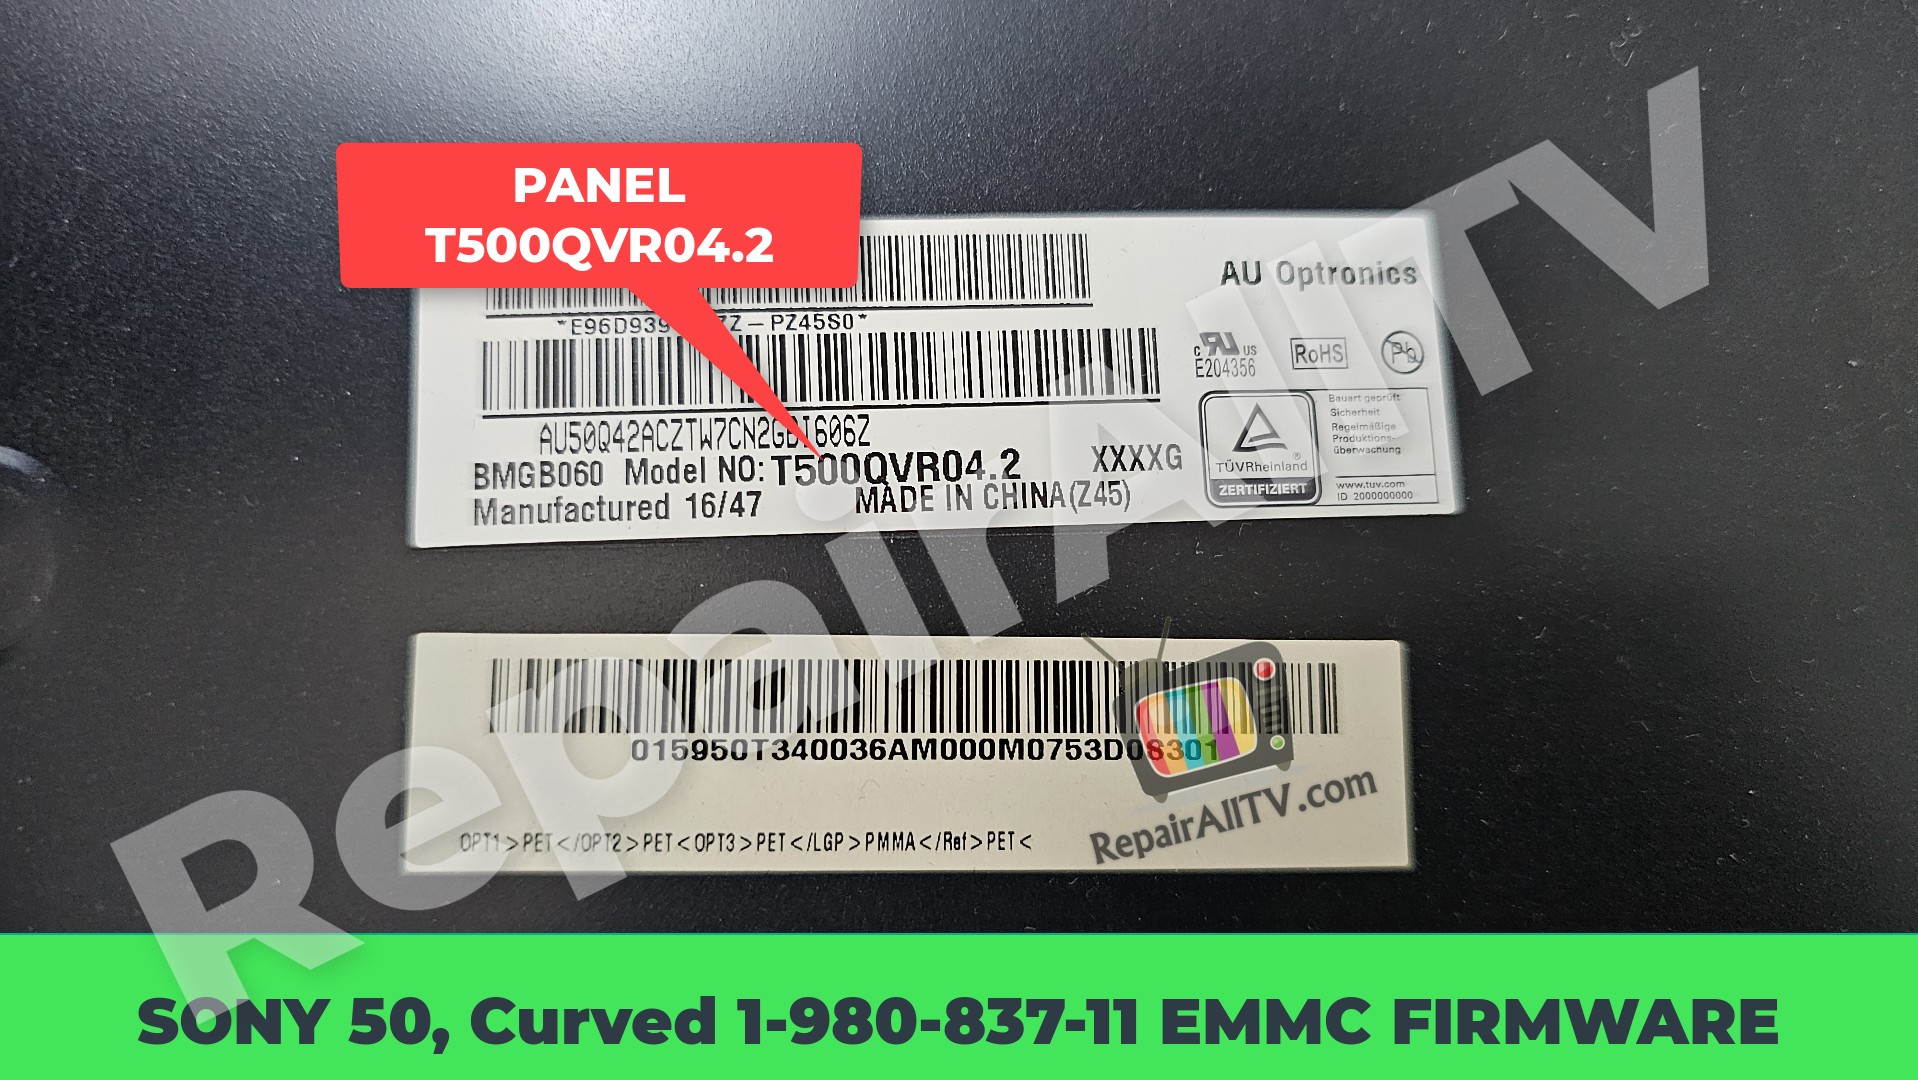 PANEL
T500QVR04.2
AU Optronics
ZZ-PZ45S0*
c RU US
E204356
RoHS
Pb
Bauart geprüft
Sicherheit
Regelmäßige
Produktions-
überwachung
TÜVRheinland®
ZERTIFIZIERT
www.tuv.com
ID 2000000000
AU50Q42ACZTW7CN2GBI606Z
BMGB060 Model NO: T500QVR04.2 XXXXG
Manufactured 16/47 MADE IN CHINA(Z45)
RepairAllTV
015950T340036AM000M0753D08301
RepairAllTV.com
OPT1>PET</OPT2>PET<OPT3>PET</LGP>PMMA</Ref>PET<
SONY 50, Curved 1-980-837-11 EMMC FIRMWARE